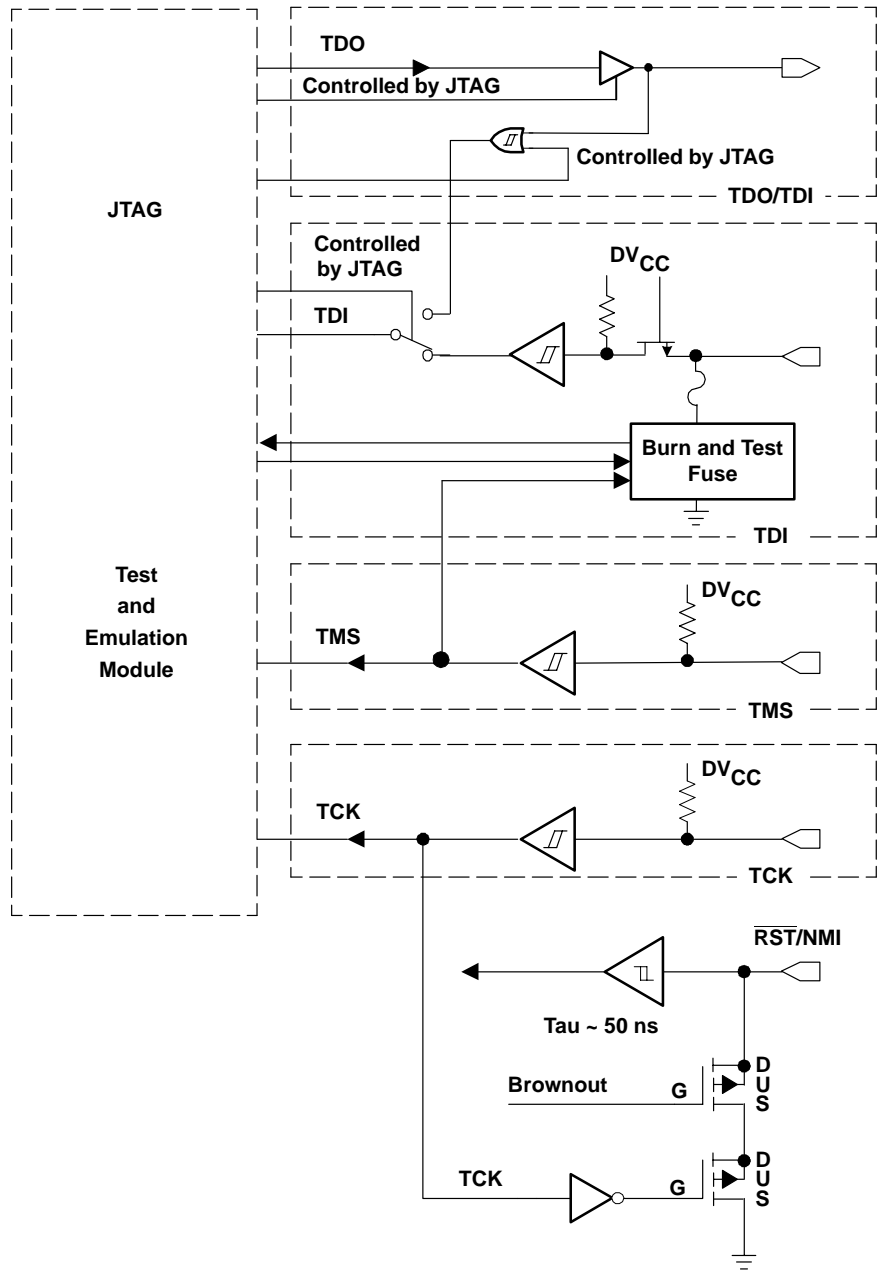 TDO
Controlled by JTAG
Controlled by JTAG
TDO/TDI
JTAG
Controlled
by JTAG
TDI
DVCC
Burn and Test
Fuse
TDI
Test
and
Emulation
Module
TMS
DVCC
TMS
TCK
DVCC
TCK
RST/NMI
Tau ~ 50 ns
Brownout
G
D
U
S
TCK
G
D
U
S